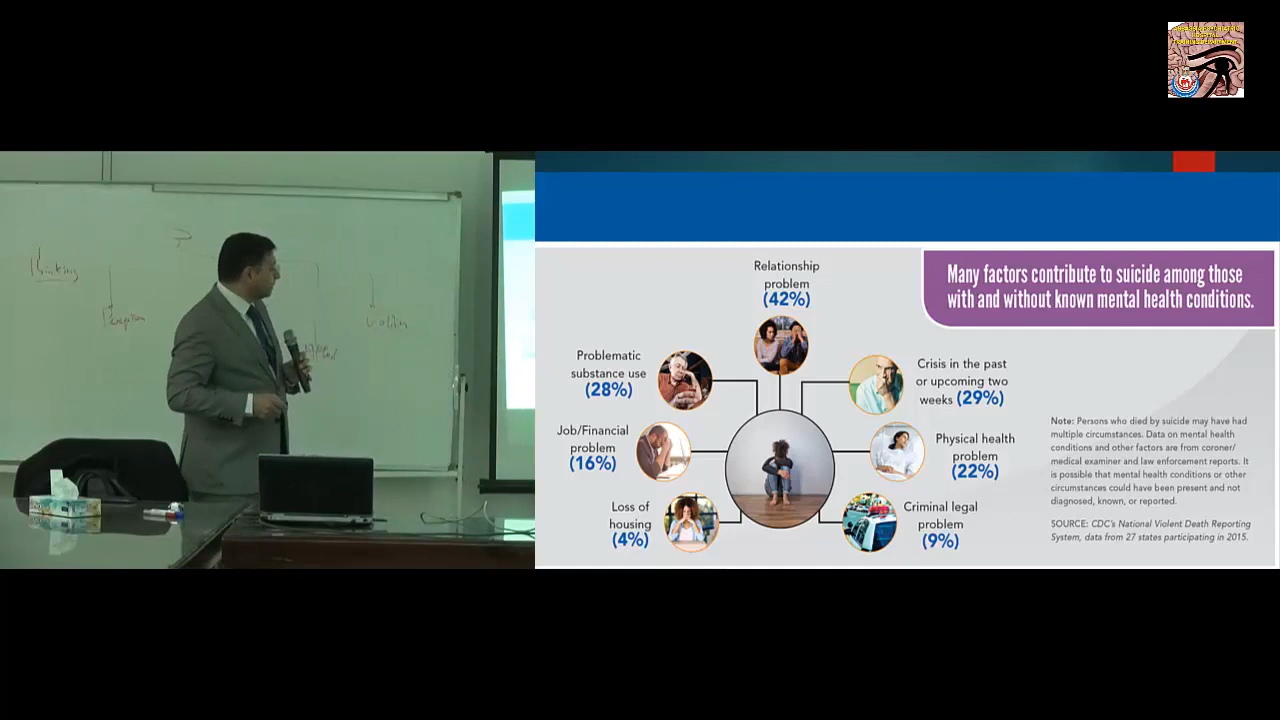 Thinking
Perception
Many factors contribute to suicide among those
with and without known mental health conditions.
Relationship
problem
(42%)
Problematic
substance use
(28%)
Crisis in the past
or upcoming two
weeks (29%)
Job/Financial
problem
(16%)
Physical health
problem
(22%)
Loss of
housing
(4%)
Criminal legal
problem
(9%)
Note: Persons who died by suicide may have had
multiple circumstances. Data on mental health
conditions and other factors are from coroner/
medical examiner and law enforcement reports. It
is possible that mental health conditions or other
circumstances could have been present and not
diagnosed, known, or reported.
SOURCE: CDC's National Violent Death Reporting
System, data from 27 states participating in 2015.